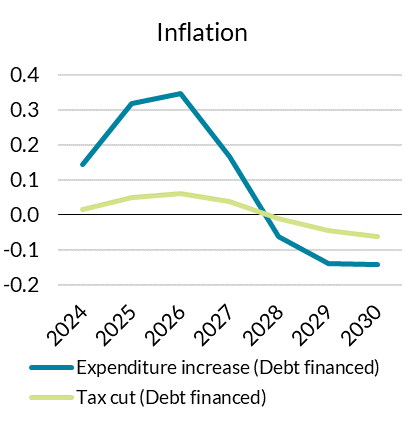 Inflation
0.4
0.3
0.2
0.1
0.0
-0.1
-0.2
2024 2025 2026 2027 2028 2029 2030
Expenditure increase (Debt financed)
Tax cut (Debt financed)